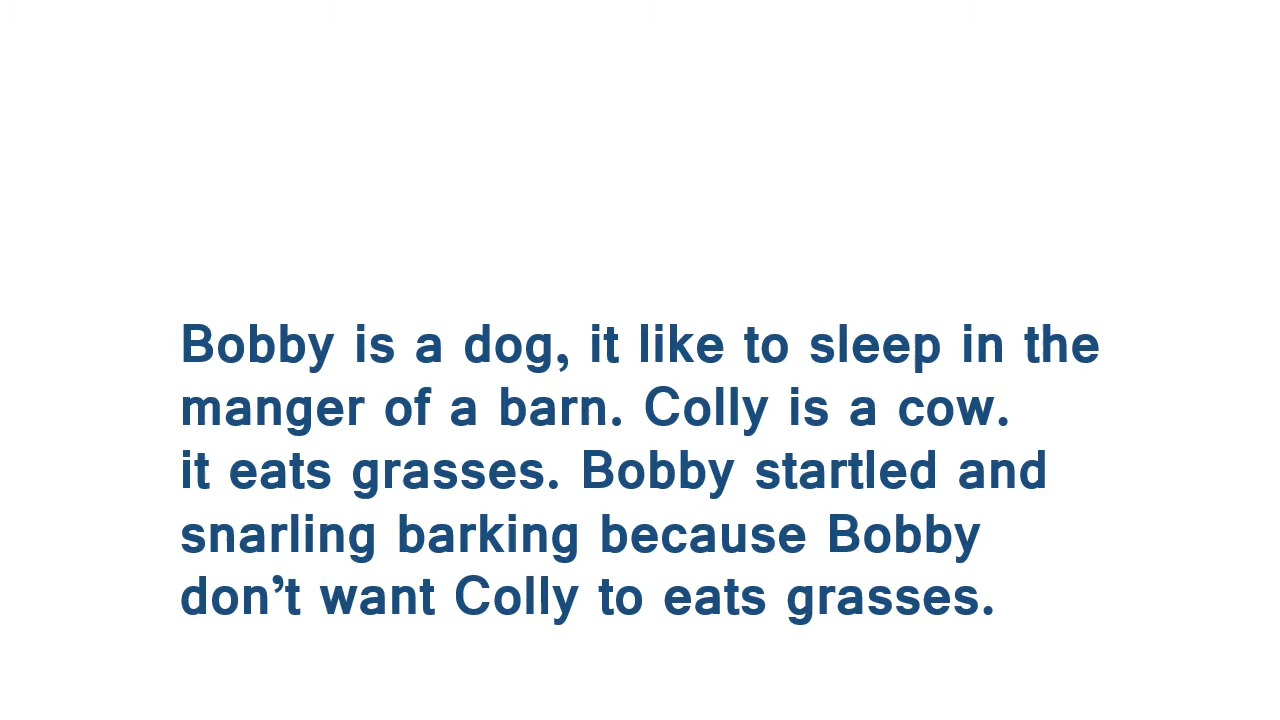 Bobby is a dog, it like to sleep in the
manger of a barn. Colly is a cow.
it eats grasses. Bobby startled and
snarling barking because Bobby
don’t want Colly to eats grasses.